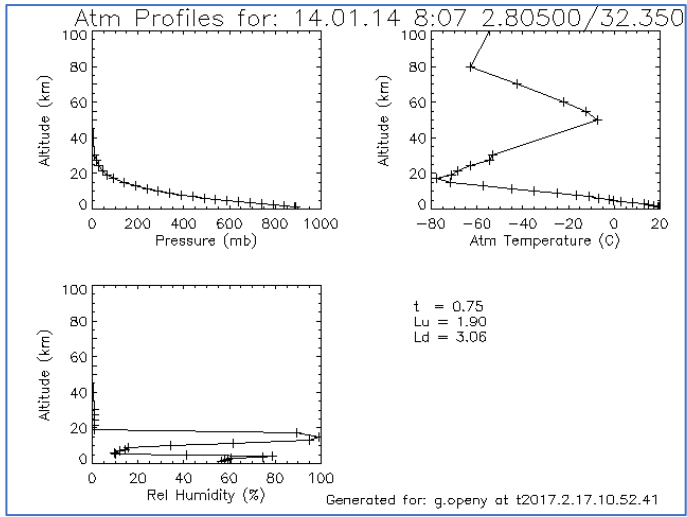 Atm Profiles for: 14.01.14 8:07 2.80500/32.350
100
80
60
40
20
0
Altitude (km)
0 200 400 600 800 1000
Pressure (mb)
100
80
60
40
20
0
Altitude (km)
-80 -60 -40 -20 0 20
Atm Temperature (C)
100
80
60
40
20
0
Altitude (km)
0 20 40 60 80 100
Rel Humidity (%)
t = 0.75
Lu = 1.90
Ld = 3.06
Generated for: g.openy at t2017.2.17.10.52.41